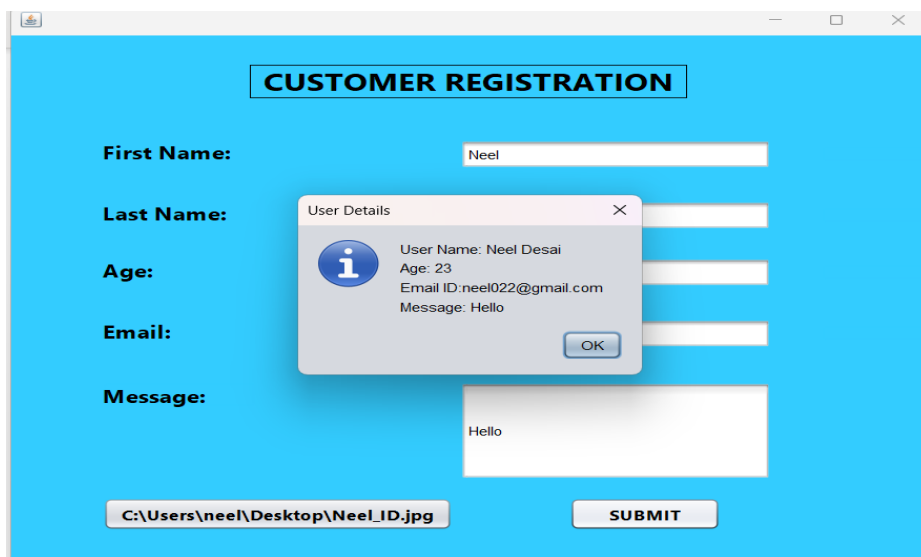 CUSTOMER REGISTRATION
First Name:
Neel
Last Name:
User Details
User Name: Neel Desai
Age: 23
Email ID:neel022@gmail.com
Message: Hello
OK
Age:
Email:
Message:
Hello
C:\Users\neel\Desktop\Neel_ID.jpg
SUBMIT